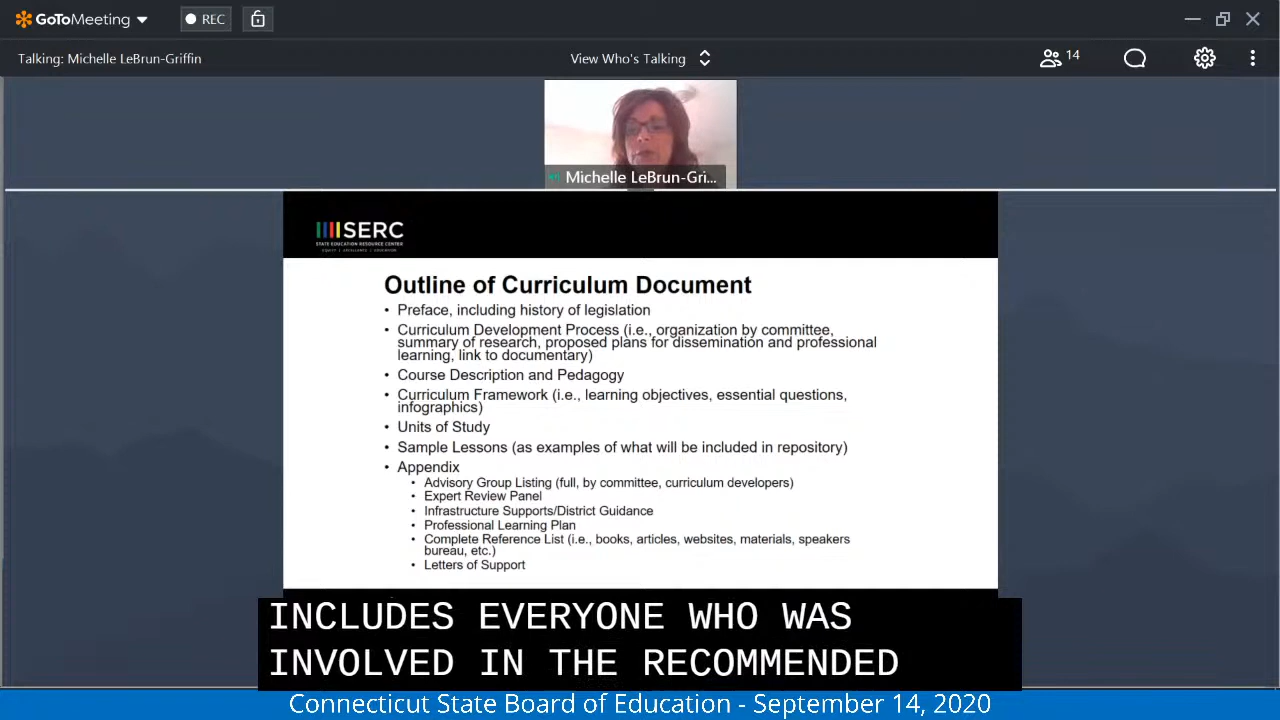 GoToMeeting
REC
Talking: Michelle LeBrun-Griffin
View Who's Talking
14
Michelle LeBrun-Gri...
SERC
STATE EDUCATION RESOURCE CENTER
EQUITY | EXCELLENCE | EDUCATION
Outline of Curriculum Document
• Preface, including history of legislation
• Curriculum Development Process (i.e., organization by committee,
summary of research, proposed plans for dissemination and professional
learning, link to documentary)
• Course Description and Pedagogy
• Curriculum Framework (i.e., learning objectives, essential questions,
infographics)
• Units of Study
• Sample Lessons (as examples of what will be included in repository)
• Appendix
• Advisory Group Listing (full, by committee, curriculum developers)
• Expert Review Panel
• Infrastructure Supports/District Guidance
• Professional Learning Plan
• Complete Reference List (i.e., books, articles, websites, materials, speakers
bureau, etc.)
• Letters of Support
INCLUDES EVERYONE WHO WAS
INVOLVED IN THE RECOMMENDED
Connecticut State Board of Education - September 14, 2020